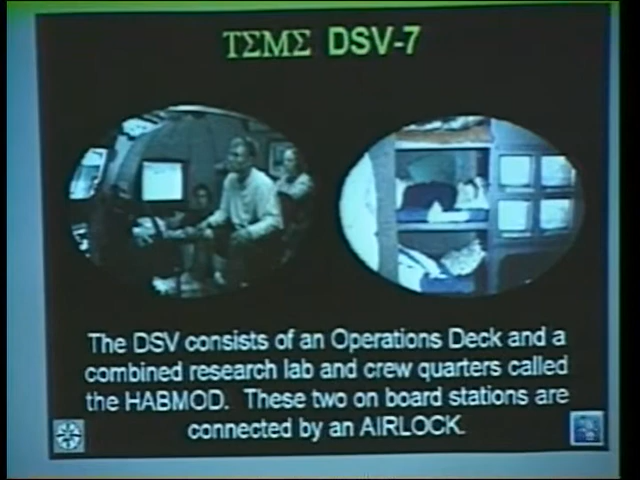 ΤΣΜΣ DSV-7
The DSV consists of an Operations Deck and a
combined research lab and crew quarters called
the HABMOD. These two on board stations are
connected by an AIRLOCK.